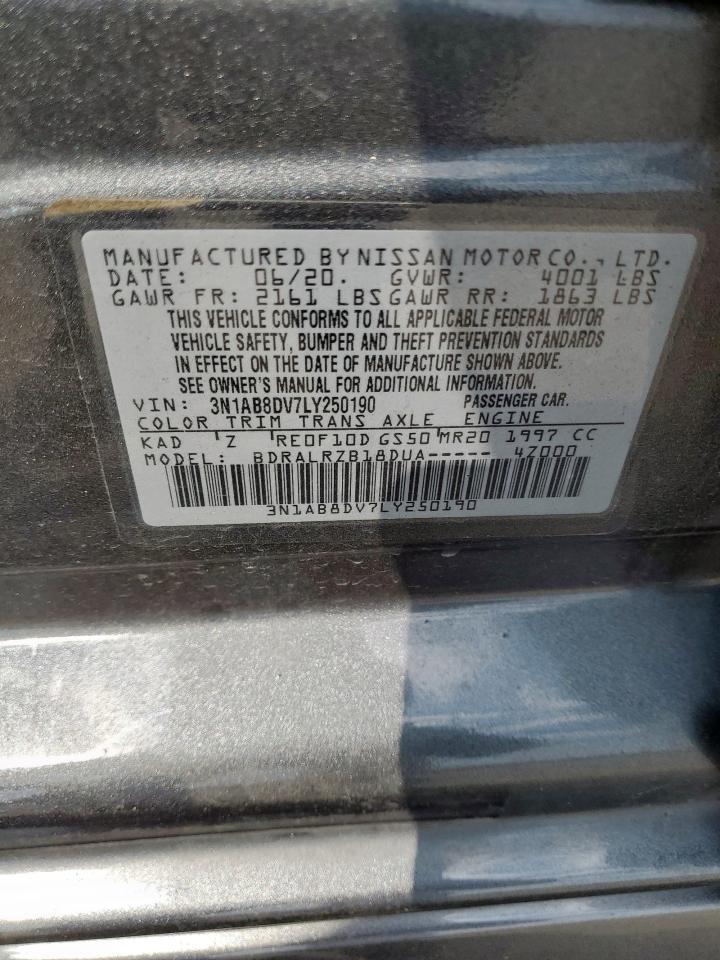 MANUFACTURED BY NISSAN MOTOR CO., LTD.
DATE: 06/20. GVWR: 4001 LBS
GAWR FR: 2161 LBS GAWR RR: 1863 LBS
THIS VEHICLE CONFORMS TO ALL APPLICABLE FEDERAL MOTOR
VEHICLE SAFETY, BUMPER AND THEFT PREVENTION STANDARDS
IN EFFECT ON THE DATE OF MANUFACTURE SHOWN ABOVE.
SEE OWNER'S MANUAL FOR ADDITIONAL INFORMATION.
VIN: 3N1AB8DV7LY250190 PASSENGER CAR.
COLOR TRIM TRANS AXLE ENGINE
KAD 'Z 'RE0F10D GS50'MR20 1997 CC
MODEL: BDRALRZB18DUA----- 4Z000
3N1AB8DV7LY250190